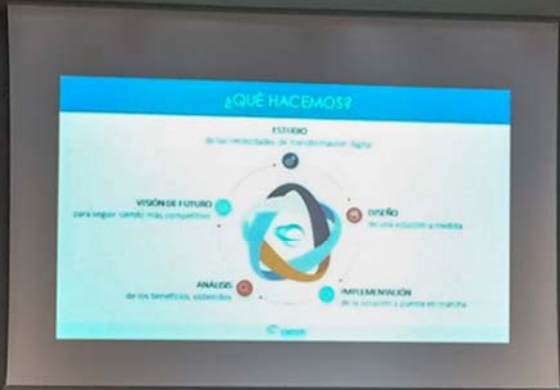 ¿QUÉ HACEMOS?
ESTUDIO
de las necesidades de transformación digital
VISIÓN DE FUTURO
para seguir siendo más competitivo
DISEÑO
de una solución a medida
ANÁLISIS
de los beneficios, obtenidos
IMPLEMENTACIÓN
de la solución y puesta en marcha